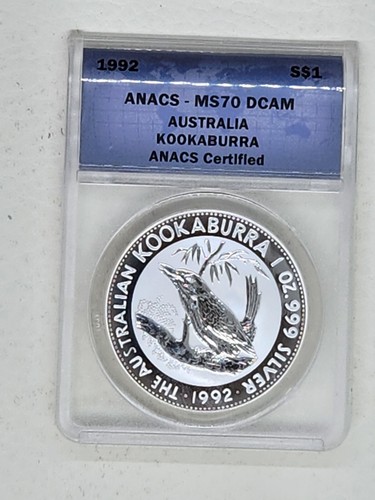 1992 S$1
ANACS - MS70 DCAM
AUSTRALIA
KOOKABURRA
ANACS Certified
THE AUSTRALIAN KOOKABURRA 1 OZ. 999 SILVER
· 1992 ·